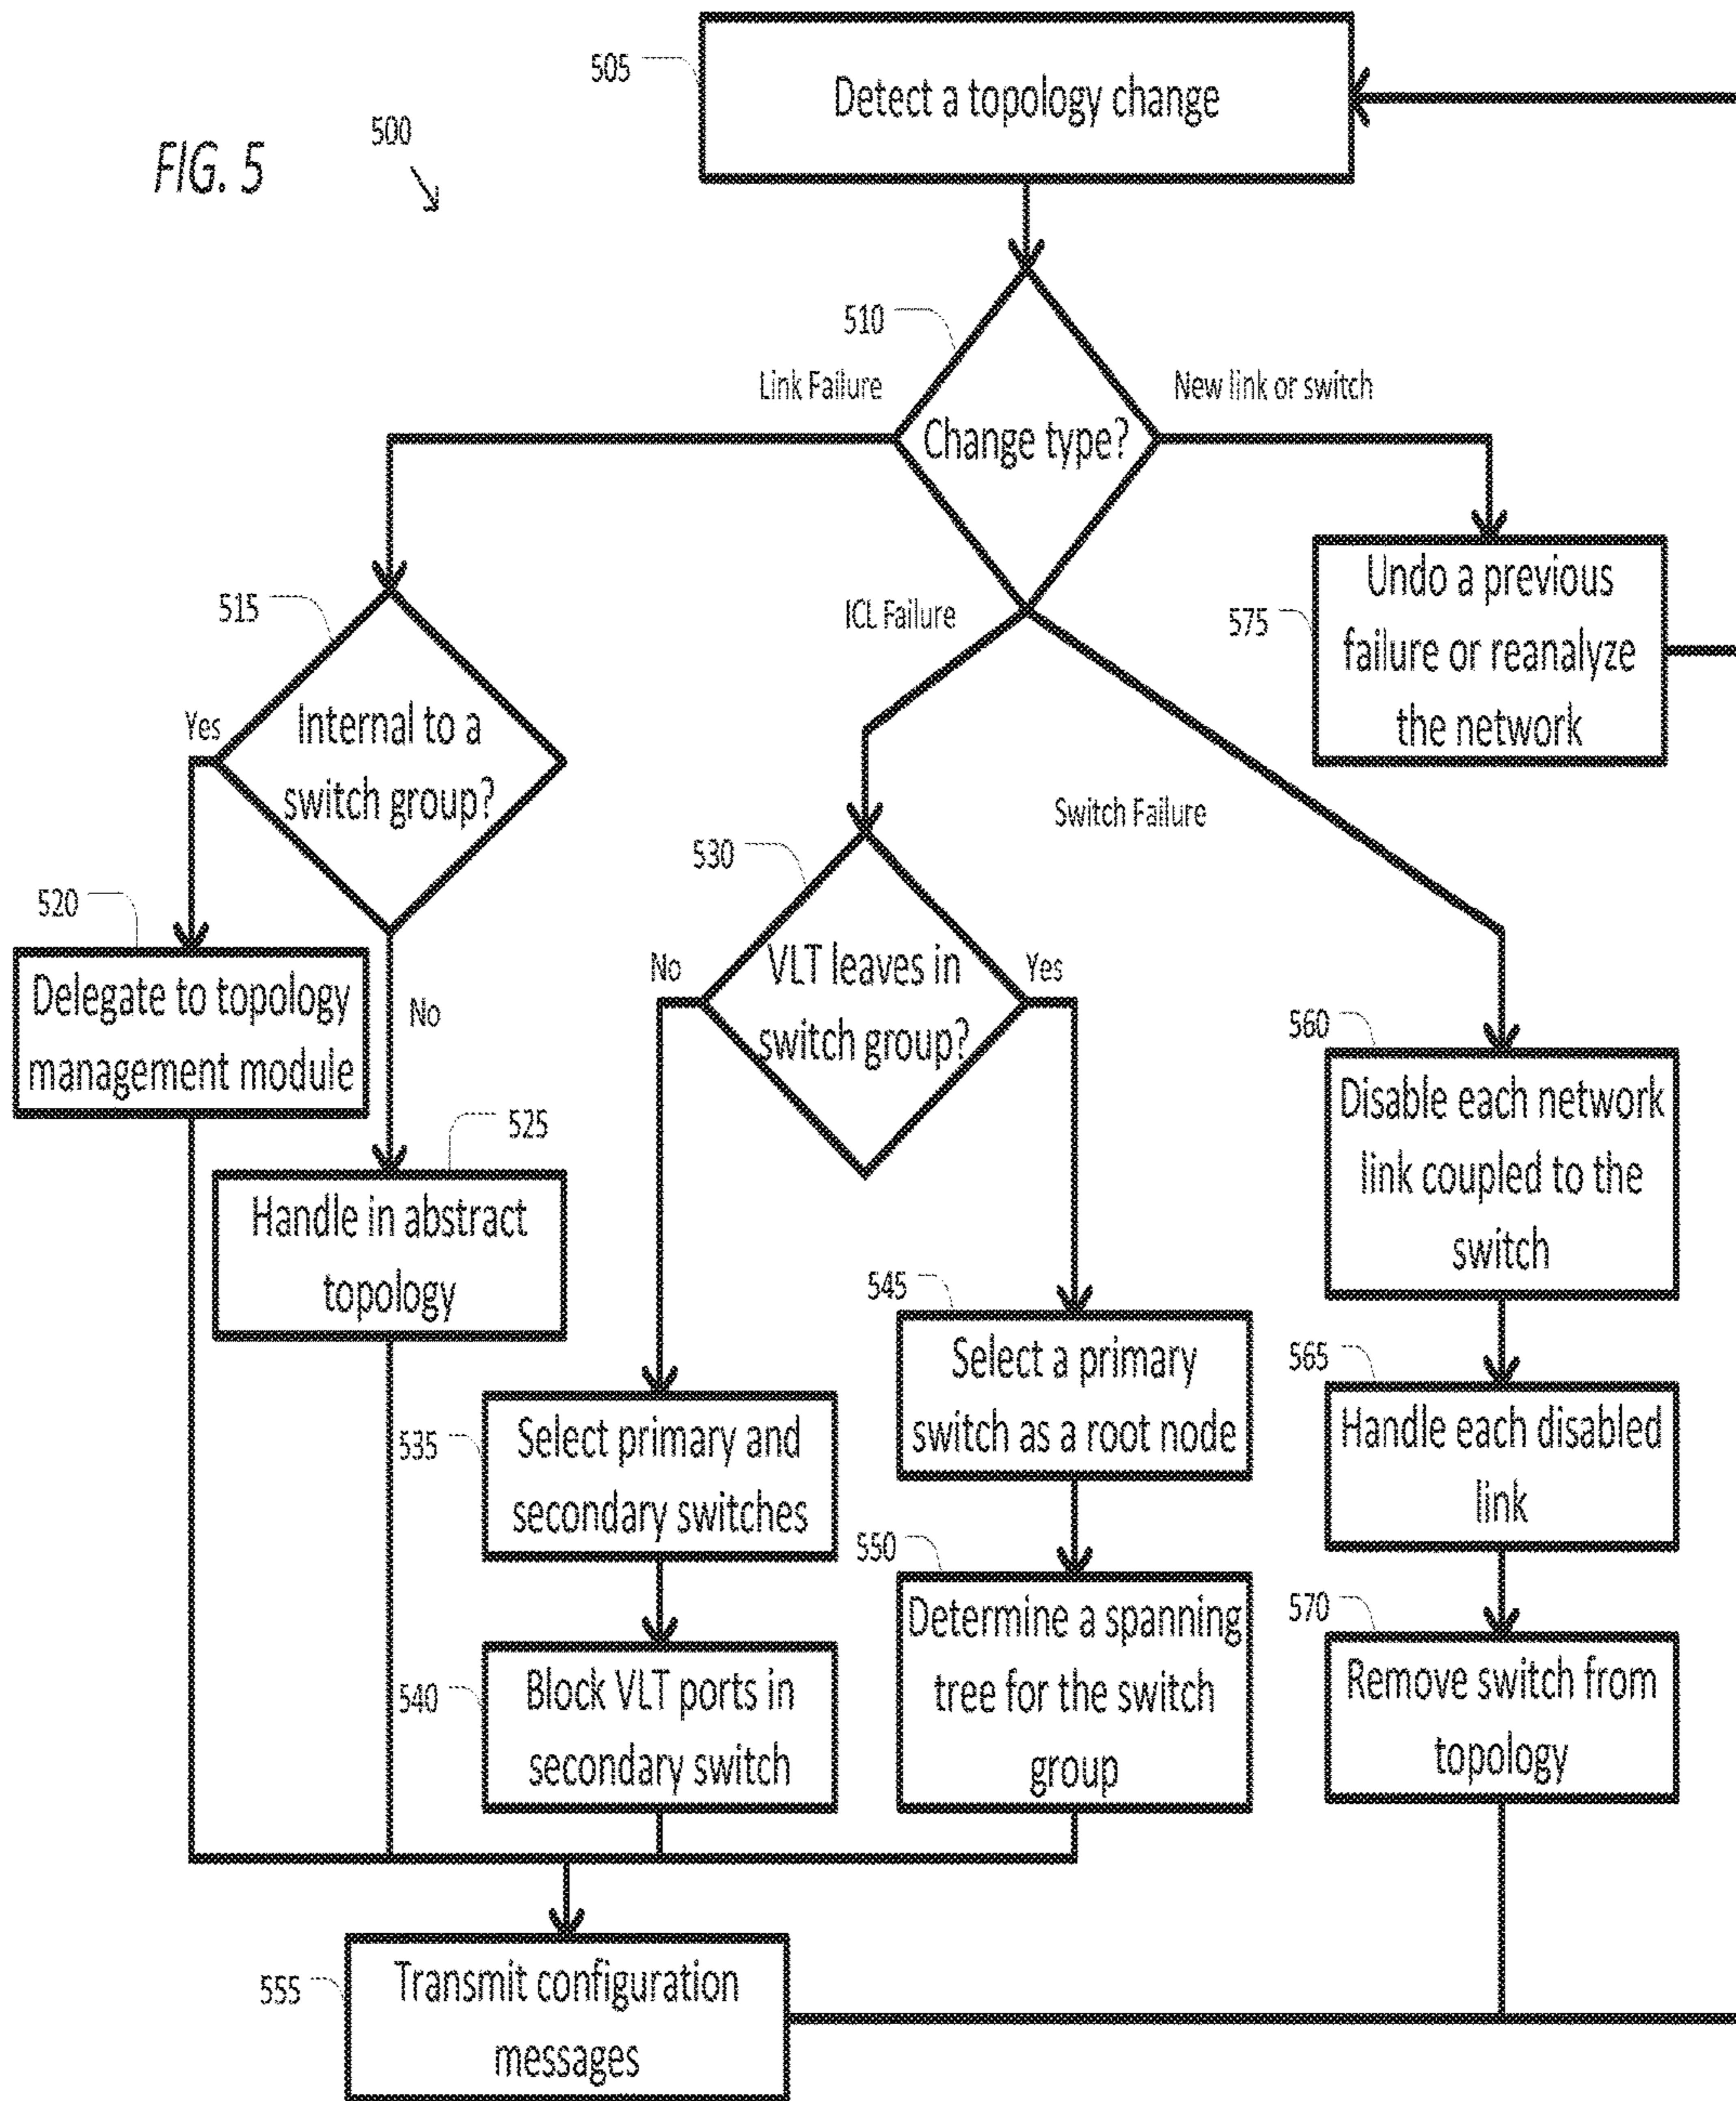 505
Detect a topology change
FIG. 5
500
510
Link Failure
New link or switch
Change type?
515
ICL Failure
575
Undo a previous
failure or reanalyze
the network
Yes
Internal to a
switch group?
Switch Failure
530
520
Delegate to topology
management module
No
No
VLT leaves in
switch group?
Yes
560
Disable each network
link coupled to the
switch
525
Handle in abstract
topology
545
Select a primary
switch as a root node
565
Handle each disabled
link
535
Select primary and
secondary switches
550
Determine a spanning
tree for the switch
group
570
Remove switch from
topology
540
Block VLT ports in
secondary switch
555
Transmit configuration
messages